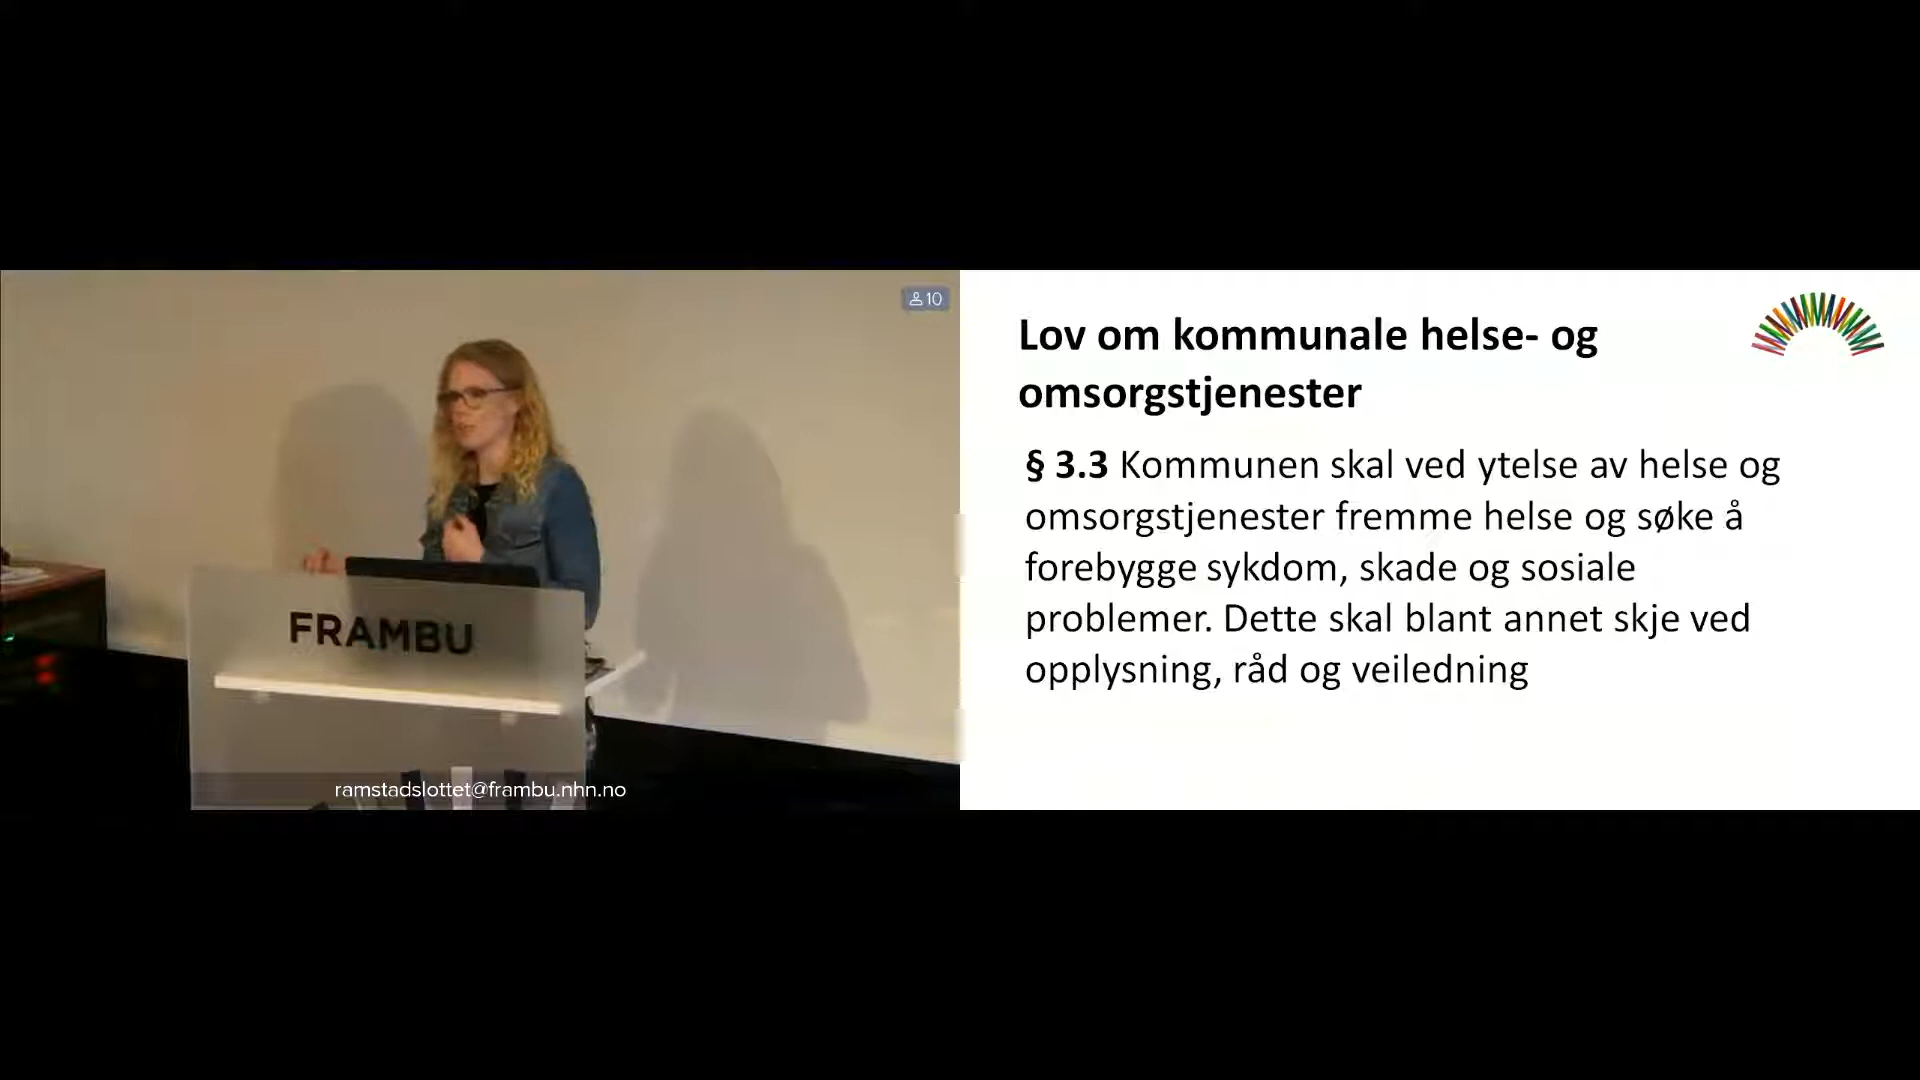 10
FRAMBU
ramstadslottet@frambu.nhn.no
Lov om kommunale helse- og
omsorgstjenester
§ 3.3 Kommunen skal ved ytelse av helse og
omsorgstjenester fremme helse og søke å
forebygge sykdom, skade og sosiale
problemer. Dette skal blant annet skje ved
opplysning, råd og veiledning